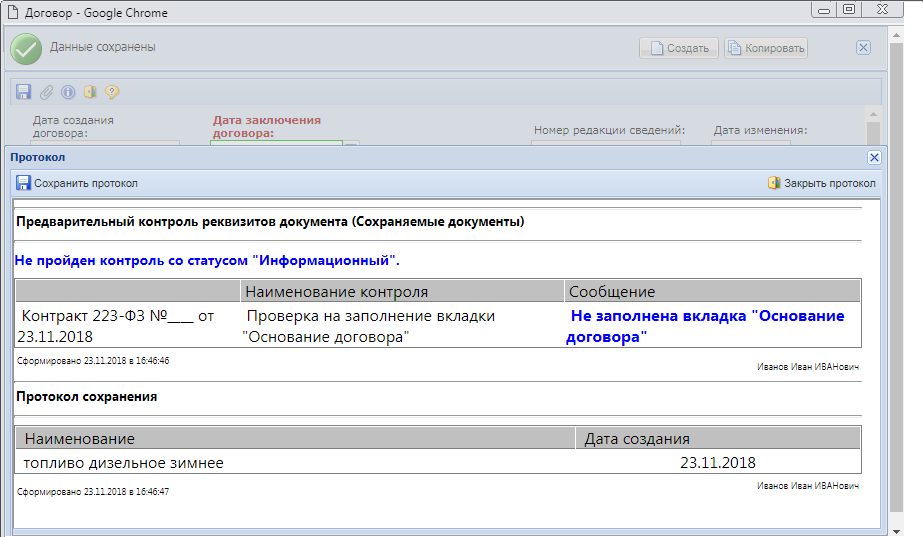 Договор - Google Chrome
Данные сохранены
Создать
Копировать
Дата создания
договора:
Дата заключения
договора:
Номер редакции сведений:
Дата изменения:
Протокол
Сохранить протокол
Закрыть протокол
Предварительный контроль реквизитов документа (Сохраняемые документы)
Не пройден контроль со статусом "Информационный".
Наименование контроля
Сообщение
Контракт 223-ФЗ №____ от
23.11.2018
Проверка на заполнение вкладки
"Основание договора"
Не заполнена вкладка "Основание
договора"
Сформировано 23.11.2018 в 16:46:46
Иванов Иван ИВАНович
Протокол сохранения
Наименование
Дата создания
топливо дизельное зимнее
23.11.2018
Сформировано 23.11.2018 в 16:46:47
Иванов Иван ИВАНович